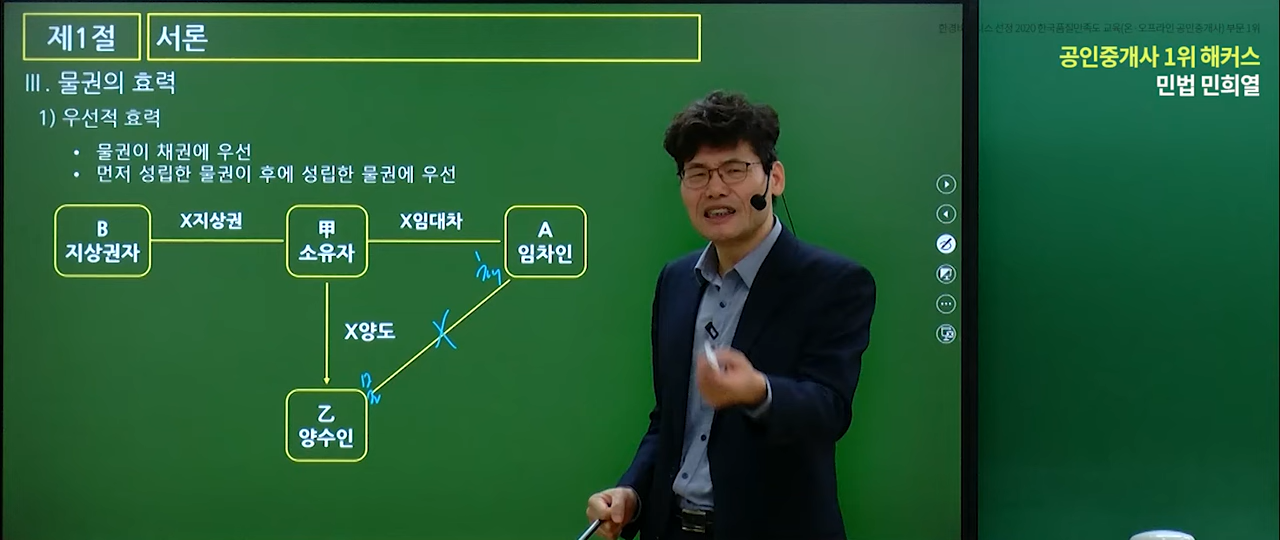 제1절 서론
공인중개사 1위 해커스
민법 민희열
Ⅲ. 물권의 효력
1) 우선적 효력
• 물권이 채권에 우선
• 먼저 성립한 물권이 후에 성립한 물권에 우선
B
지상권자
X지상권
甲
소유자
X임대차
A
임차인
X양도
乙
양수인